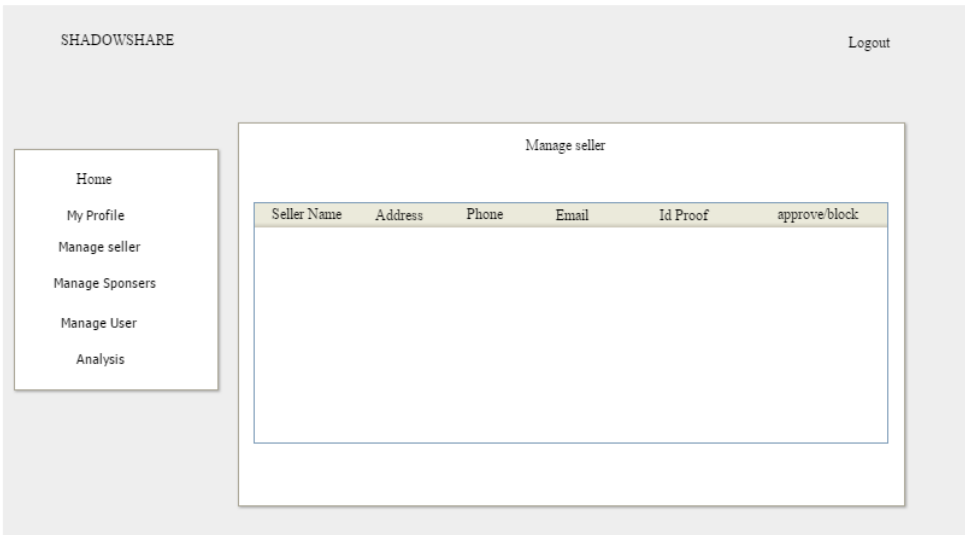 SHADOWSHARE
Logout
Home
My Profile
Manage seller
Manage Sponsers
Manage User
Analysis
Manage seller
Seller Name Address Phone Email Id Proof approve/block